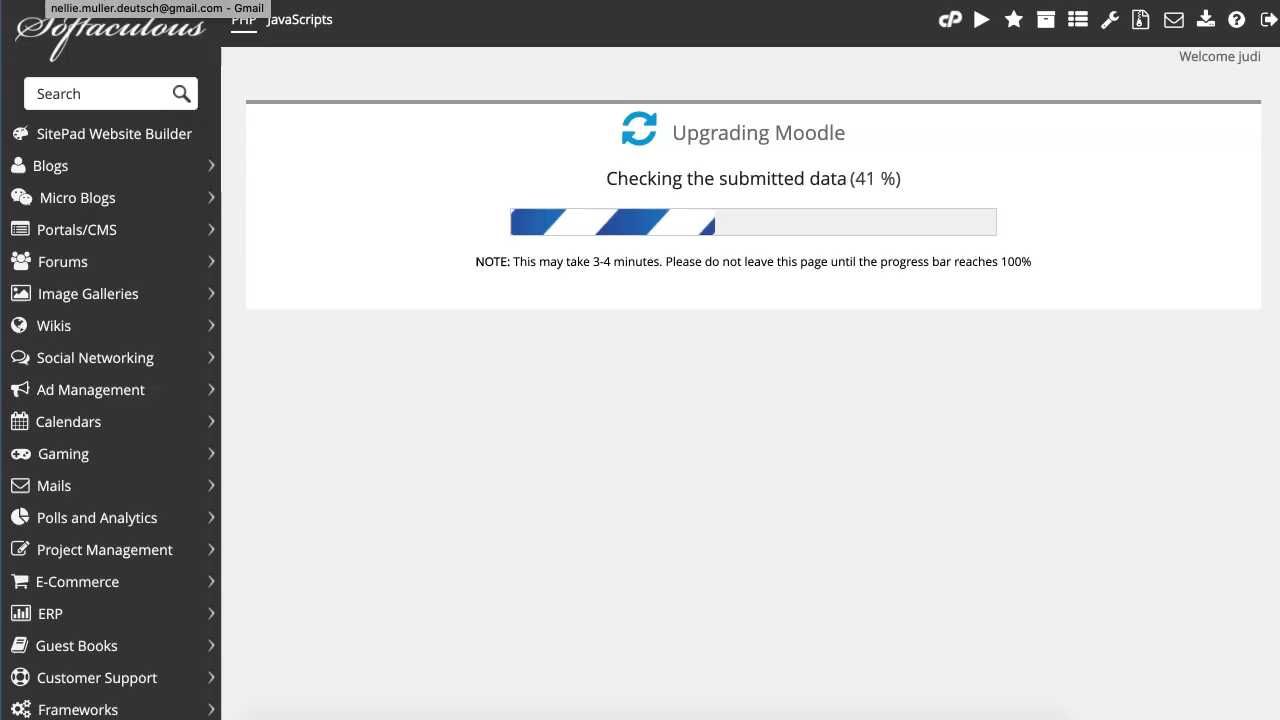 nellie.muller.deutsch@gmail.com - Gmail
Softaculous
PHP JavaScripts
cP
Welcome judi
Search
SitePad Website Builder
Blogs
Micro Blogs
Portals/CMS
Forums
Image Galleries
Wikis
Social Networking
Ad Management
Calendars
Gaming
Mails
Polls and Analytics
Project Management
E-Commerce
ERP
Guest Books
Customer Support
Frameworks
Upgrading Moodle
Checking the submitted data (41 %)
NOTE: This may take 3-4 minutes. Please do not leave this page until the progress bar reaches 100%